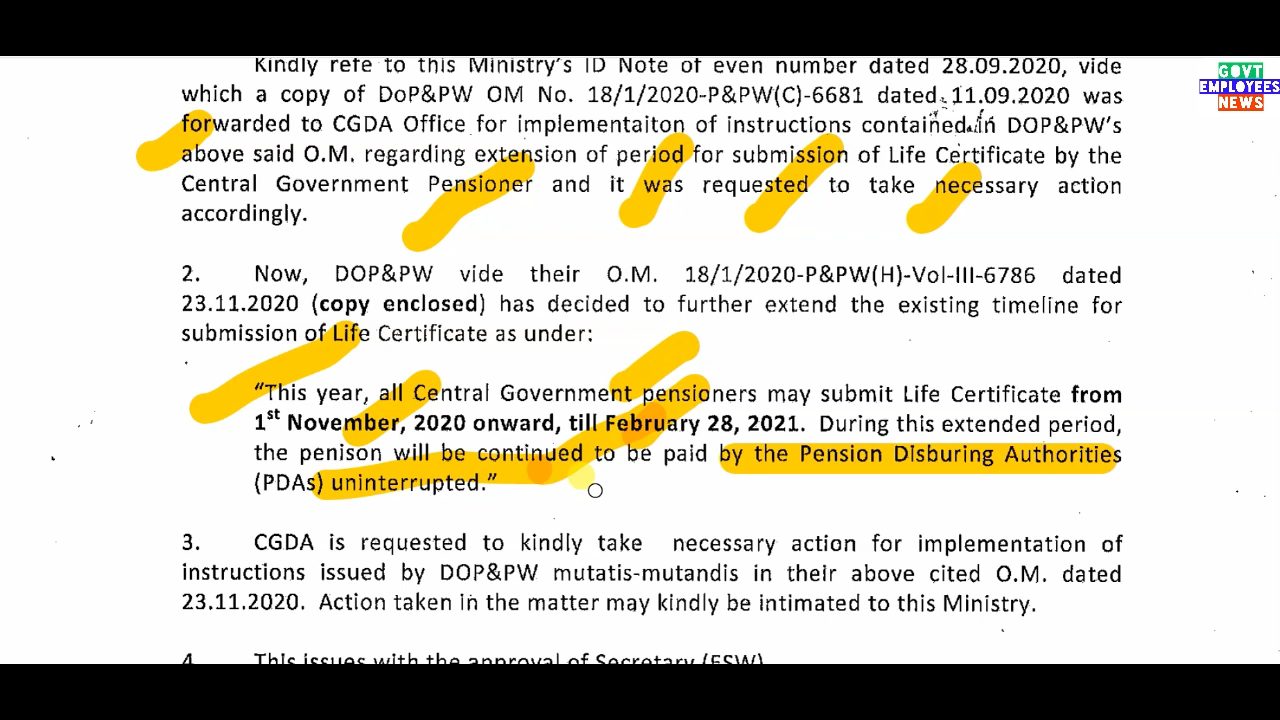 Kindly refe to this Ministry's ID Note of even number dated 28.09.2020, vide
which a copy of DoP&PW OM No. 18/1/2020-P&PW(C)-6681 dated 11.09.2020 was
forwarded to CGDA Office for implementaiton of instructions contained in DOP&PW's
above said O.M. regarding extension of period for submission of Life Certificate by the
Central Government Pensioner and it was requested to take necessary action
accordingly.
2. Now, DOP&PW vide their O.M. 18/1/2020-P&PW(H)-Vol-III-6786 dated
23.11.2020 (copy enclosed) has decided to further extend the existing timeline for
submission of Life Certificate as under:
"This year, all Central Government pensioners may submit Life Certificate from
1st November, 2020 onward, till February 28, 2021. During this extended period,
the penison will be continued to be paid by the Pension Disburing Authorities
(PDAs) uninterrupted."
3. CGDA is requested to kindly take necessary action for implementation of
instructions issued by DOP&PW mutatis-mutandis in their above cited O.M. dated
23.11.2020. Action taken in the matter may kindly be intimated to this Ministry.
4. This issues with the approval of Secretary (ESW)
GOVT
EMPLOYEES
NEWS